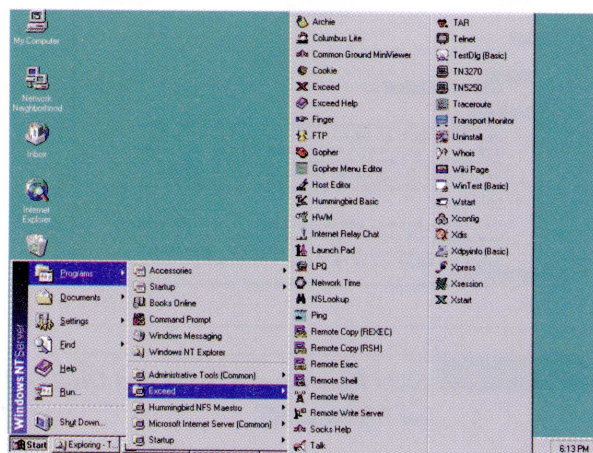 My Computer
Network Neighborhood
Inbox
Internet Explorer
Windows NT Server
Programs
Documents
Settings
Find
Help
Run...
Shut Down...
Start
Exploring - T...
Accessories
Startup
Books Online
Command Prompt
Windows Messaging
Windows NT Explorer
Administrative Tools (Common)
Exceed
Hummingbird NFS Maestro
Microsoft Internet Server (Common)
Startup
Archie
Columbus Lite
Common Ground MiniViewer
Cookie
Exceed
Exceed Help
Finger
FTP
Gopher
Gopher Menu Editor
Host Editor
Hummingbird Basic
HWM
Internet Relay Chat
Launch Pad
LPQ
Network Time
NSLookup
Ping
Remote Copy (REXEC)
Remote Copy (RSH)
Remote Exec
Remote Shell
Remote Write
Remote Write Server
Socks Help
Talk
TAR
Telnet
TestDlg (Basic)
TN3270
TN5250
Traceroute
Transport Monitor
Uninstall
Whois
Wiki Page
WinTest (Basic)
Wstart
Xconfig
Xdis
Xdpyinfo (Basic)
Xpress
Xsession
Xstart
6:13 PM